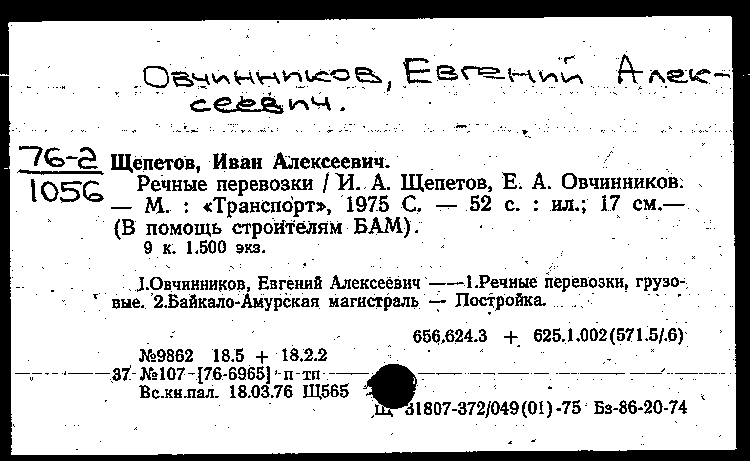 Овчинников, Евгений Алек-
сеевич.
76-2
1056
Щепетов, Иван Алексеевич.
Речные перевозки / И. А. Щепетов, Е. А. Овчинников.
— М. : «Транспорт», 1975 С. — 52 с. : ил.; 17 см.—
(В помощь строителям БАМ).
9 к. 1.500 экз.
I.Овчинников, Евгений Алексеевич ——1.Речные перевозки, грузо-
вые. 2.Байкало-Амурская магистраль — Постройка.
656,624.3 + 625.1.002(571.5/.6)
№9862 18.5 + 18.2.2
37 №107 [76-6965] п тп
Вс.кн.пал. 18.03.76 Щ565
Щ 31807-372/049(01)-75 Бз-86-20-74